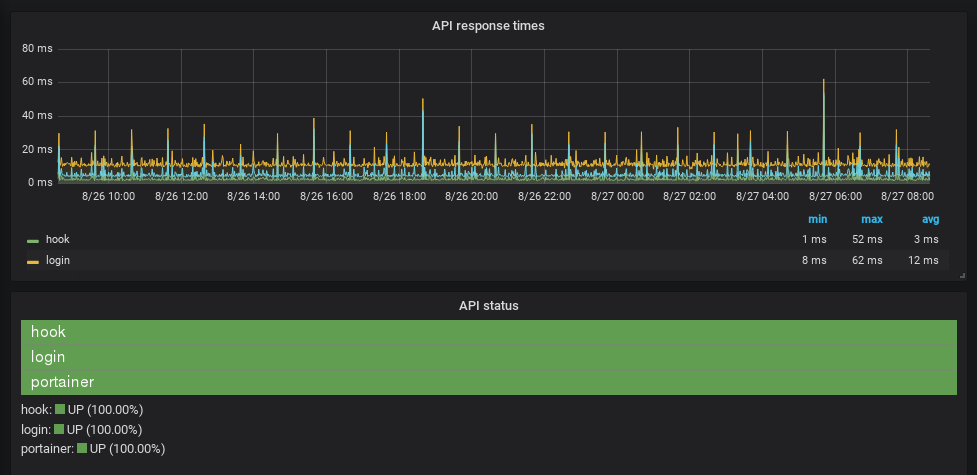 API response times
80 ms
60 ms
40 ms
20 ms
0 ms
8/26 10:00 8/26 12:00 8/26 14:00 8/26 16:00 8/26 18:00 8/26 20:00 8/26 22:00 8/27 00:00 8/27 02:00 8/27 04:00 8/27 06:00 8/27 08:00
min max avg
hook 1 ms 52 ms 3 ms
login 8 ms 62 ms 12 ms
API status
hook
login
portainer
hook: UP (100.00%)
login: UP (100.00%)
portainer: UP (100.00%)